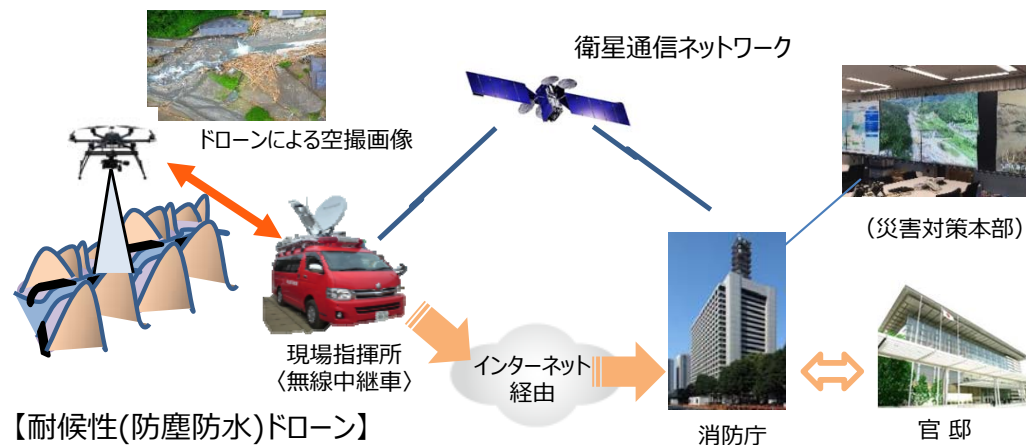 衛星通信ネットワーク
ドローンによる空撮画像
(災害対策本部)
現場指揮所
〈無線中継車〉
インターネット
経由
【耐候性(防塵防水)ドローン】
消防庁
官 邸